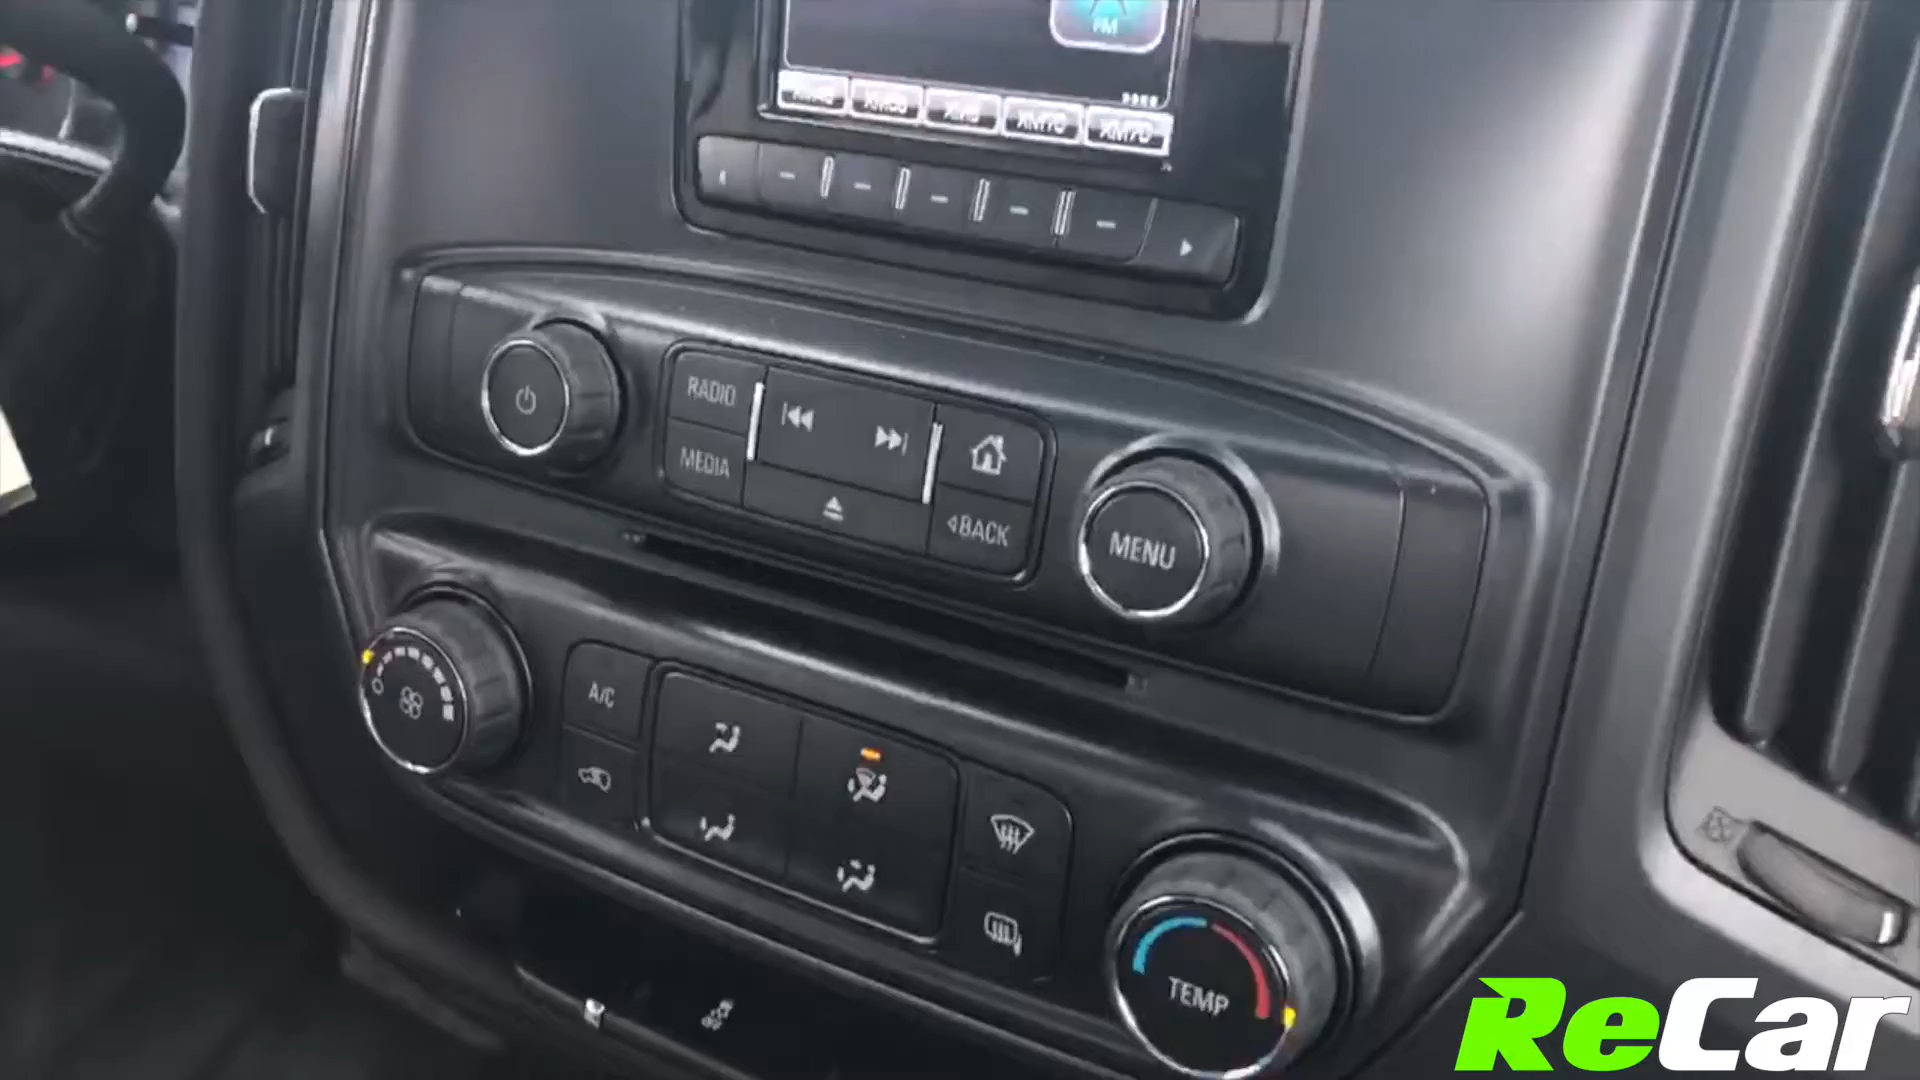 FM
XM70
RADIO
MEDIA
◁BACK
MENU
A/C
TEMP
ReCar